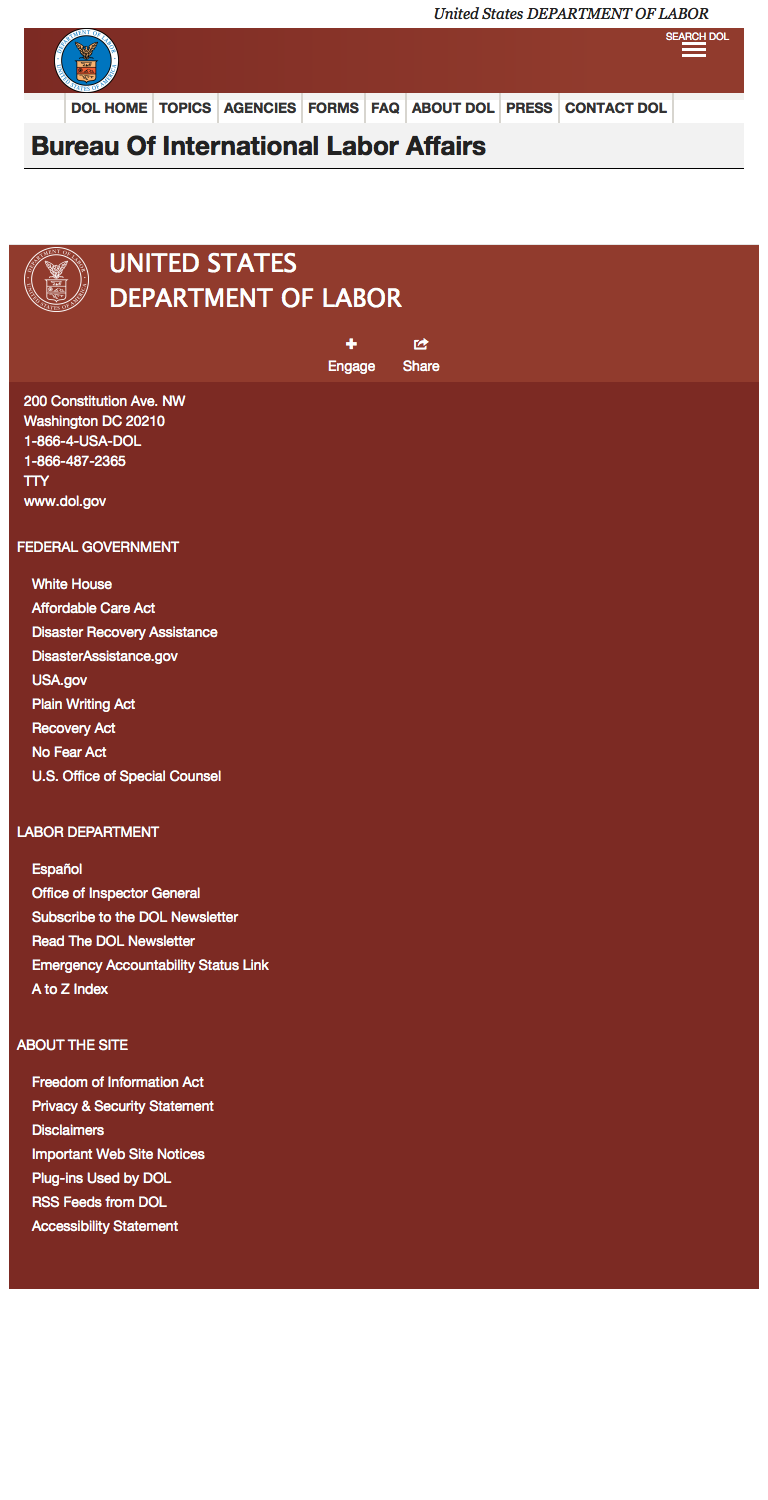 United States DEPARTMENT OF LABOR
SEARCH DOL
DOL HOME TOPICS AGENCIES FORMS FAQ ABOUT DOL PRESS CONTACT DOL
Bureau Of International Labor Affairs
UNITED STATES
DEPARTMENT OF LABOR
Engage Share
200 Constitution Ave. NW
Washington DC 20210
1-866-4-USA-DOL
1-866-487-2365
TTY
www.dol.gov
FEDERAL GOVERNMENT
White House
Affordable Care Act
Disaster Recovery Assistance
DisasterAssistance.gov
USA.gov
Plain Writing Act
Recovery Act
No Fear Act
U.S. Office of Special Counsel
LABOR DEPARTMENT
Español
Office of Inspector General
Subscribe to the DOL Newsletter
Read The DOL Newsletter
Emergency Accountability Status Link
A to Z Index
ABOUT THE SITE
Freedom of Information Act
Privacy & Security Statement
Disclaimers
Important Web Site Notices
Plug-ins Used by DOL
RSS Feeds from DOL
Accessibility Statement